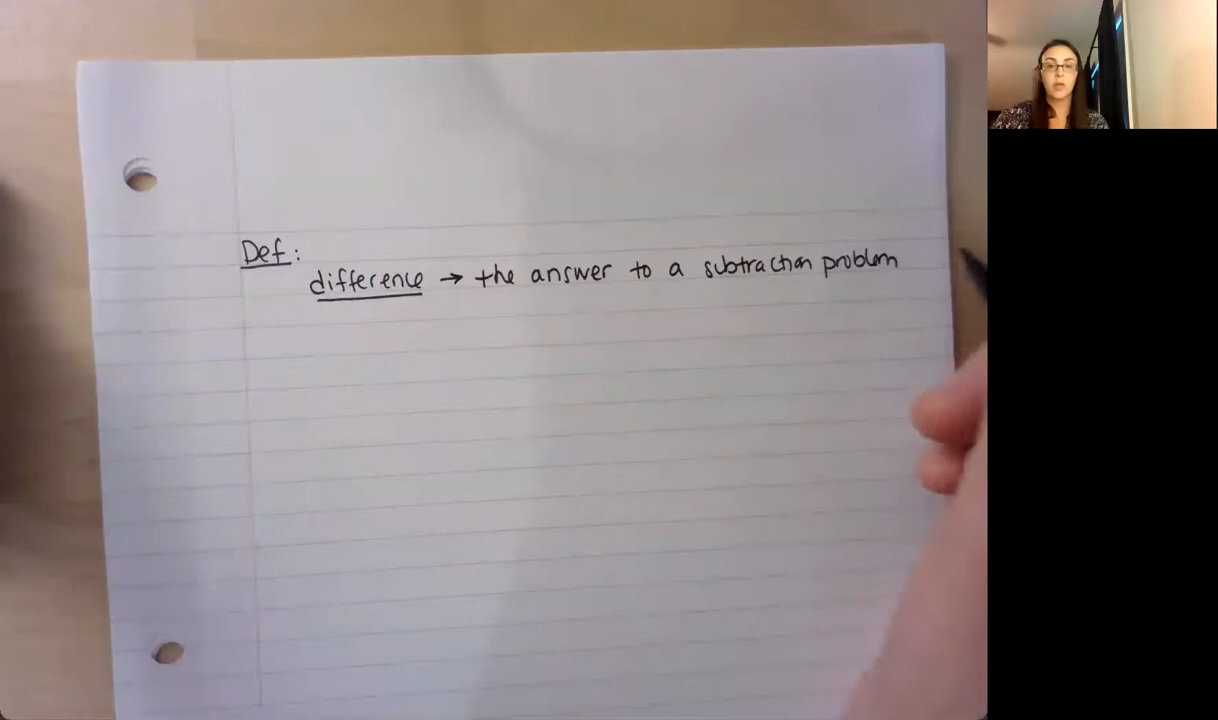 Def:
difference → the answer to a subtraction problem